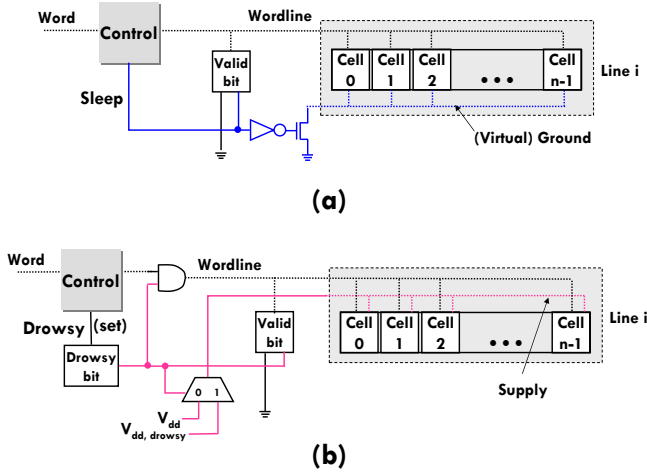 Word
Control
Wordline
Valid
bit
Cell
0
Cell
1
Cell
2
• • •
Cell
n-1
Line i
Sleep
(Virtual) Ground
(a)
Word
Control
Wordline
Drowsy (set)
Drowsy
bit
Valid
bit
Cell
0
Cell
1
Cell
2
• • •
Cell
n-1
Line i
0 1
Supply
Vdd
Vdd, drowsy
(b)